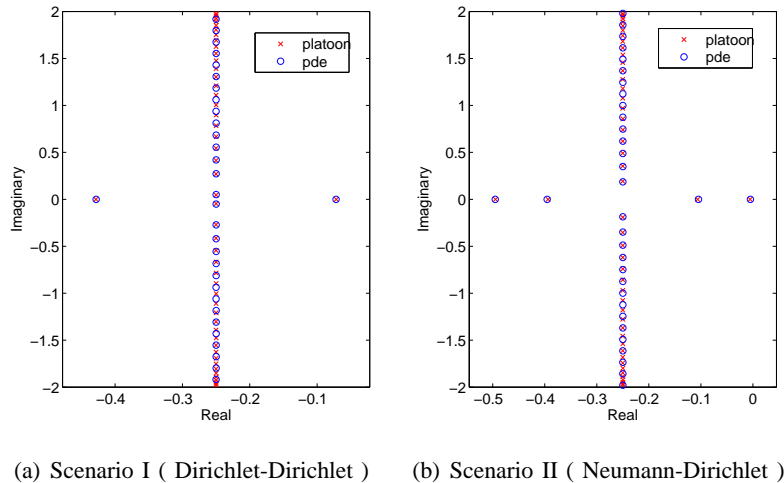 2
1.5
1
0.5
0
−0.5
−1
−1.5
−2
Imaginary
−0.4
−0.3
−0.2
−0.1
Real
platoon
pde
2
1.5
1
0.5
0
−0.5
−1
−1.5
−2
Imaginary
−0.5
−0.4
−0.3
−0.2
−0.1
0
Real
platoon
pde
(a) Scenario I ( Dirichlet-Dirichlet )
(b) Scenario II ( Neumann-Dirichlet )